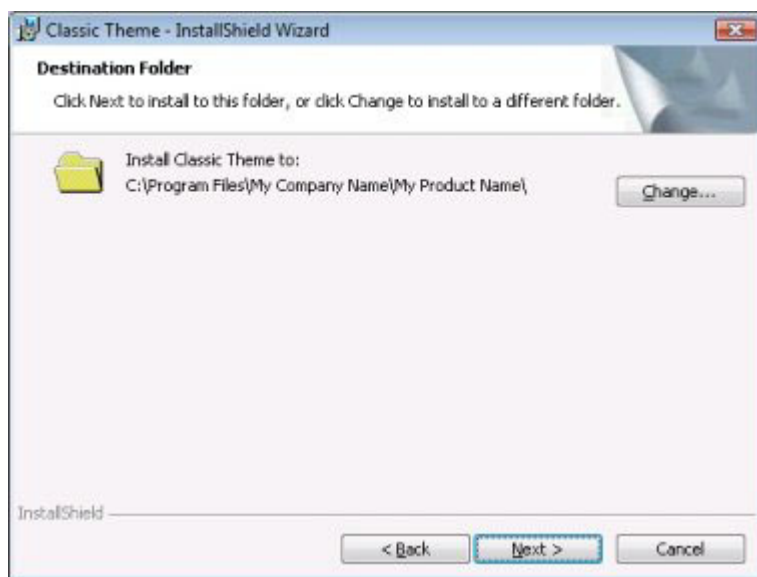 Classic Theme - InstallShield Wizard
Destination Folder
Click Next to install to this folder, or click Change to install to a different folder.
Install Classic Theme to:
C:\Program Files\My Company Name\My Product Name\
Change...
InstallShield
< Back
Next >
Cancel